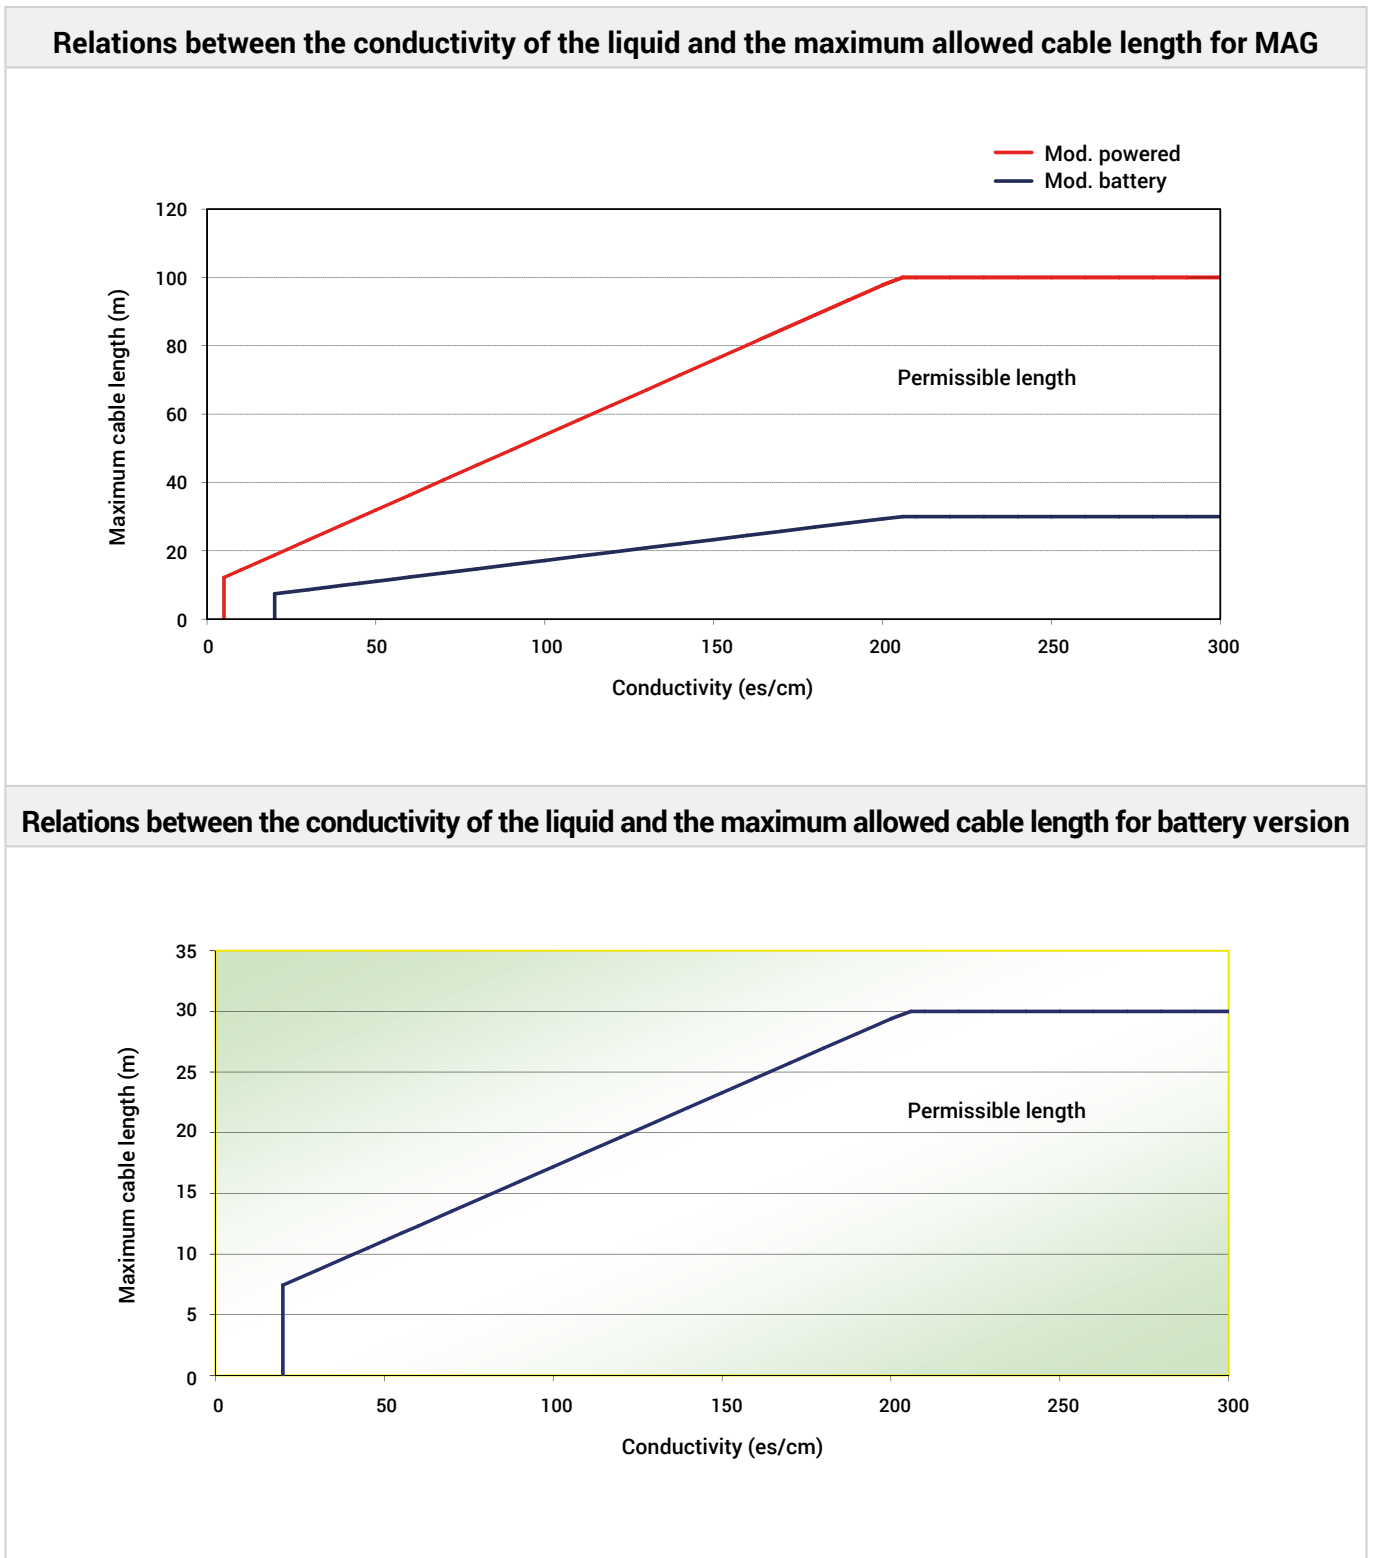 Relations between the conductivity of the liquid and the maximum allowed cable length for MAG
Mod. powered
Mod. battery
120
100
80
60
40
20
0
Maximum cable length (m)
Permissible length
0 50 100 150 200 250 300
Conductivity (es/cm)
Relations between the conductivity of the liquid and the maximum allowed cable length for battery version
35
30
25
20
15
10
5
0
Maximum cable length (m)
Permissible length
0 50 100 150 200 250 300
Conductivity (es/cm)